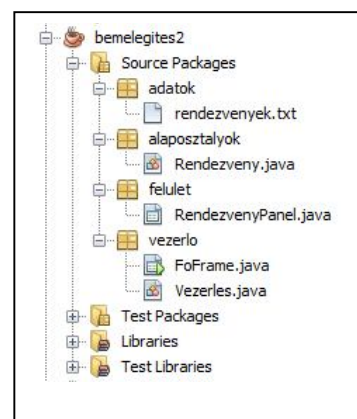 bemelegites2
Source Packages
adatok
rendezvenyek.txt
alaposztalyok
Rendezveny.java
felulet
RendezvenyPanel.java
vezerlo
FoFrame.java
Vezerles.java
Test Packages
Libraries
Test Libraries